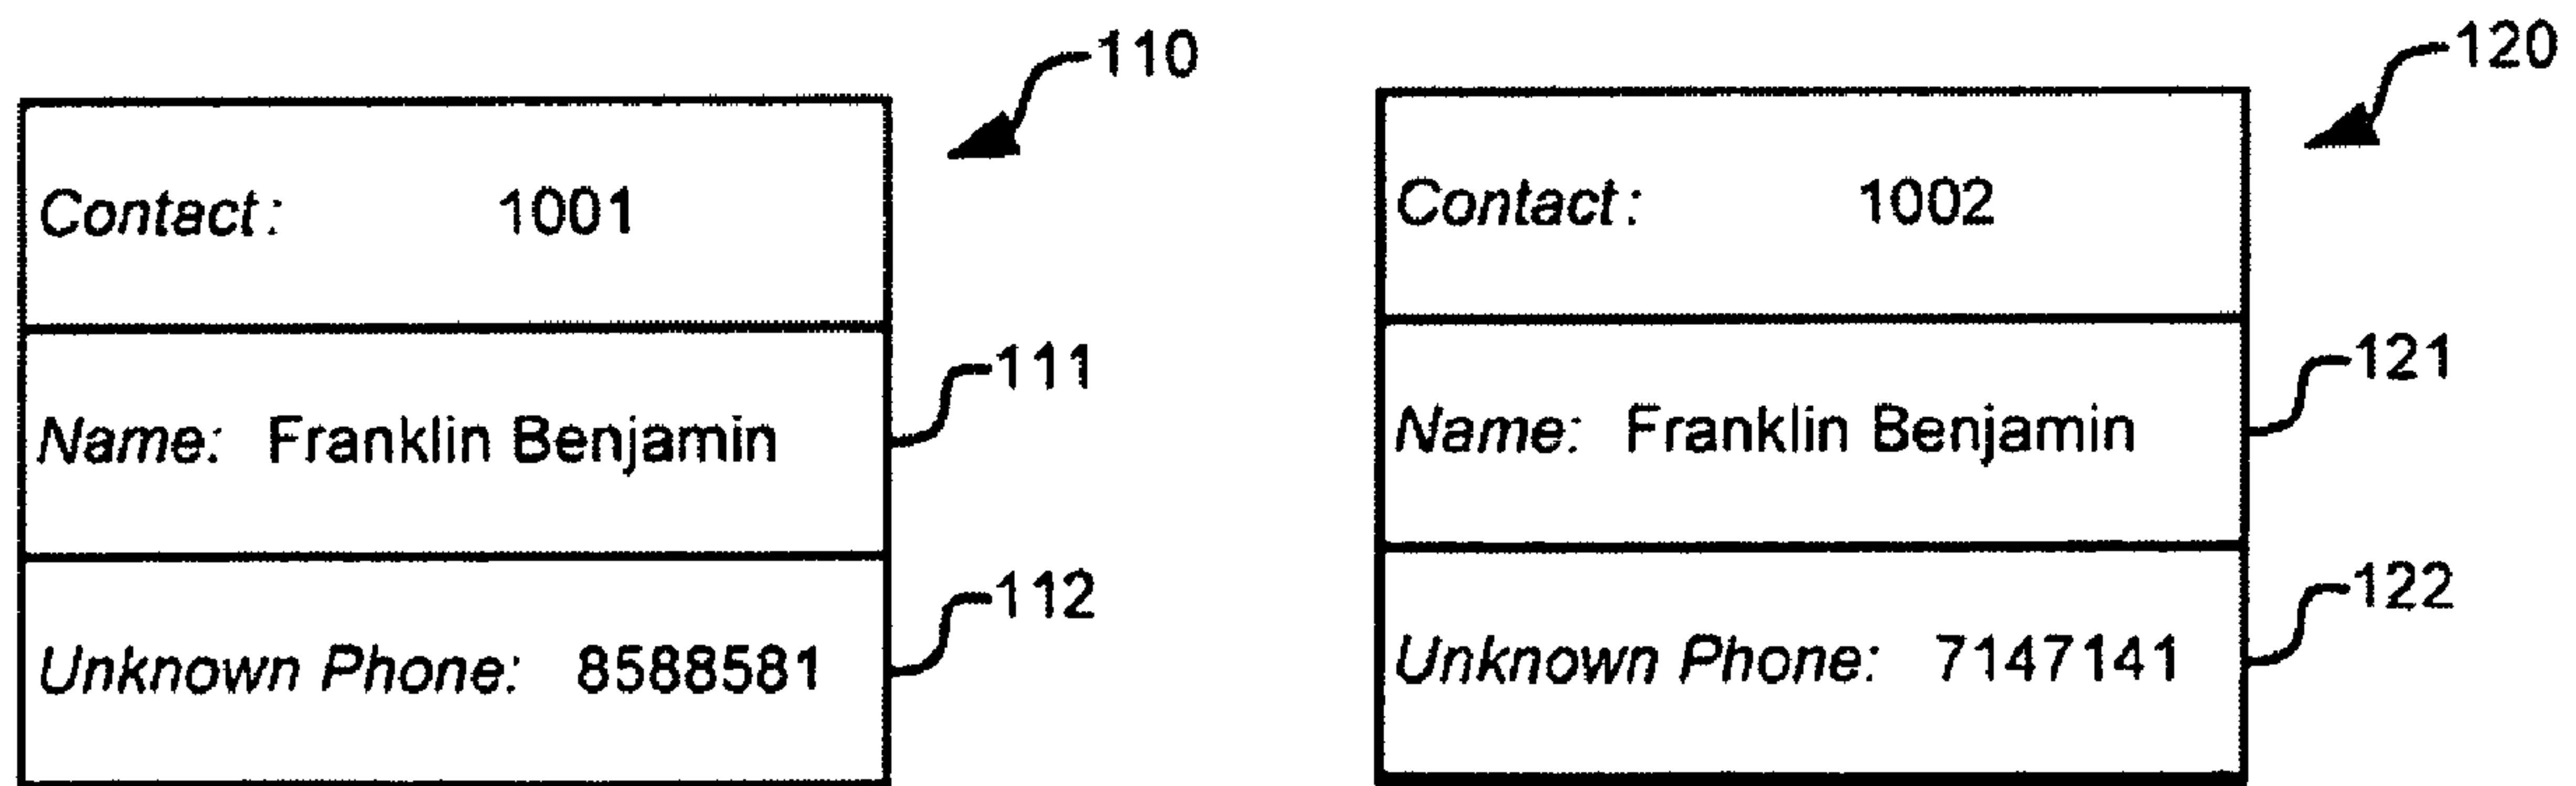 110
Contact: 1001
Name: Franklin Benjamin
111
Unknown Phone: 8588581
112
120
Contact: 1002
Name: Franklin Benjamin
121
Unknown Phone: 7147141
122